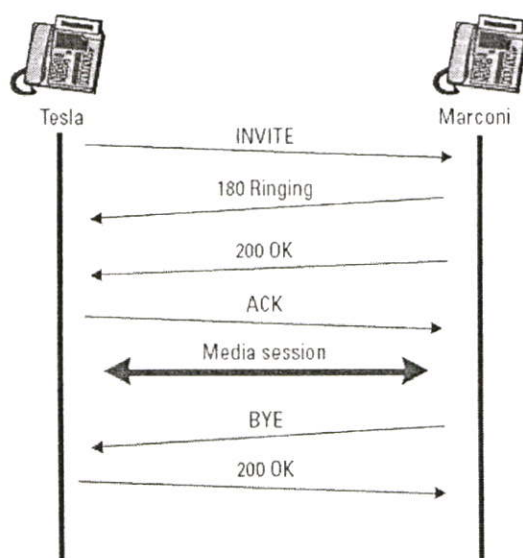 Tesla
Marconi
INVITE
180 Ringing
200 OK
ACK
Media session
BYE
200 OK